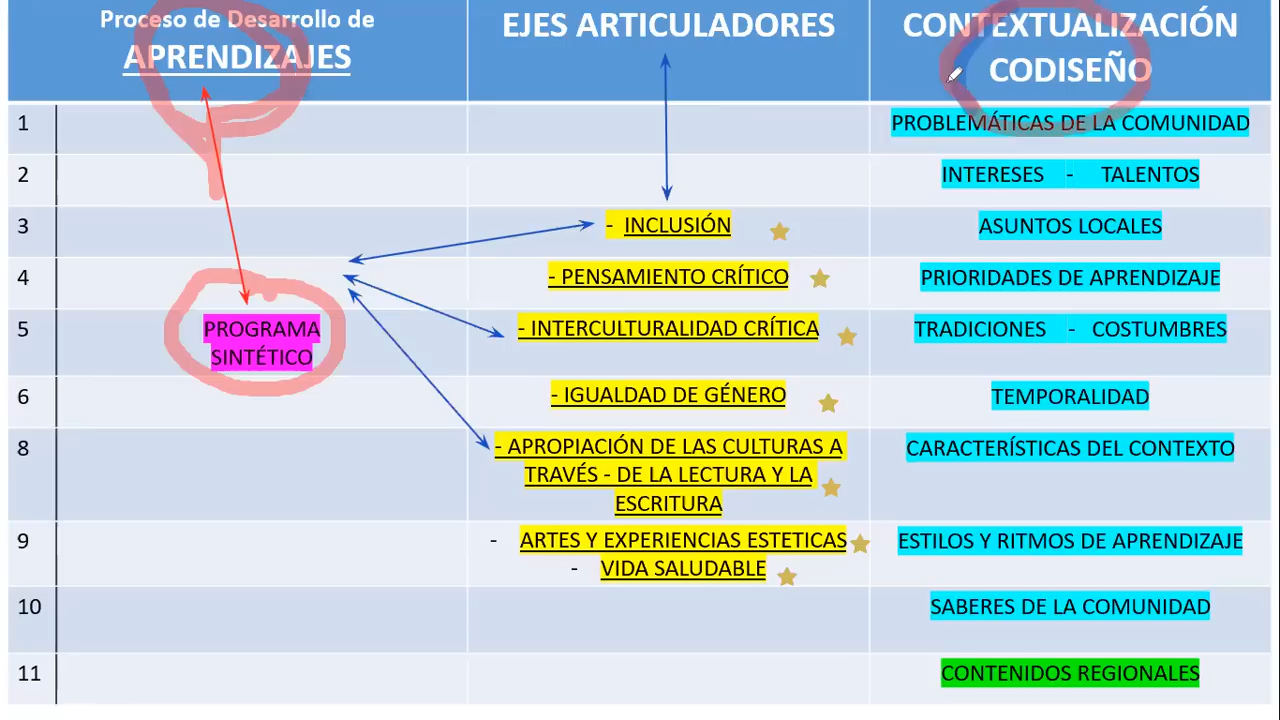 Proceso de Desarrollo de
APRENDIZAJES
EJES ARTICULADORES
CONTEXTUALIZACIÓN
CODISEÑO
1
PROBLEMÁTICAS DE LA COMUNIDAD
2
INTERESES - TALENTOS
3
- INCLUSIÓN
ASUNTOS LOCALES
4
- PENSAMIENTO CRÍTICO
PRIORIDADES DE APRENDIZAJE
5
PROGRAMA
SINTÉTICO
- INTERCULTURALIDAD CRÍTICA
TRADICIONES - COSTUMBRES
6
- IGUALDAD DE GÉNERO
TEMPORALIDAD
8
- APROPIACIÓN DE LAS CULTURAS A
TRAVÉS - DE LA LECTURA Y LA
ESCRITURA
CARACTERÍSTICAS DEL CONTEXTO
9
- ARTES Y EXPERIENCIAS ESTETICAS
- VIDA SALUDABLE
ESTILOS Y RITMOS DE APRENDIZAJE
10
SABERES DE LA COMUNIDAD
11
CONTENIDOS REGIONALES